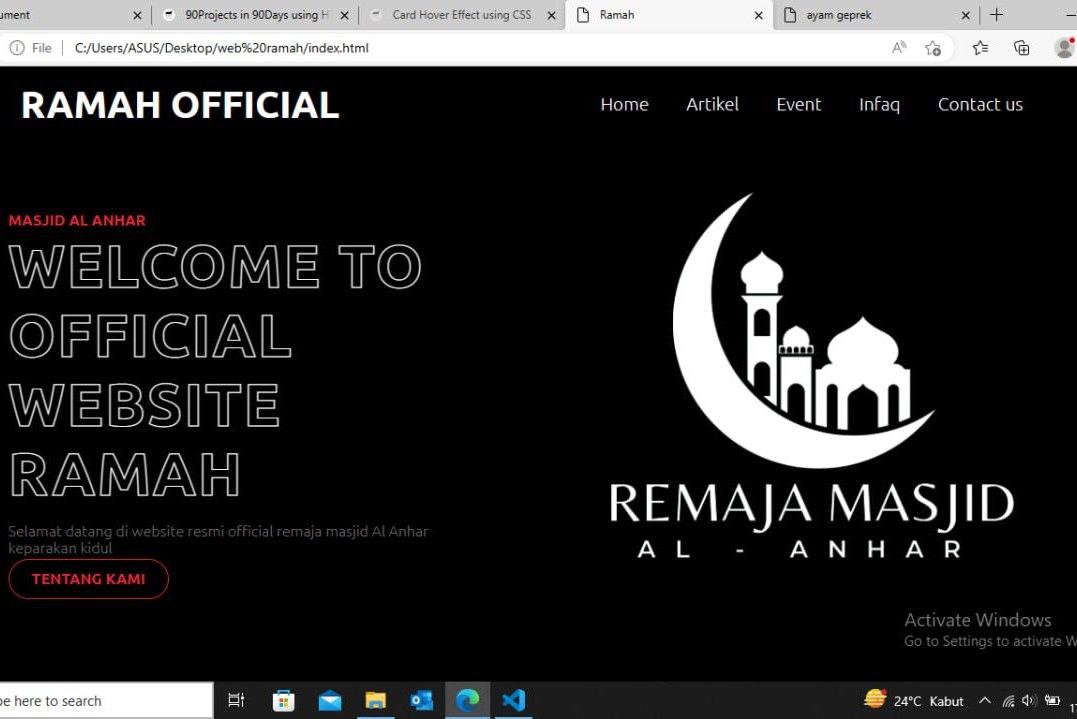 ument
90Projects in 90Days using H
Card Hover Effect using CSS
Ramah
ayam geprek
File
C:/Users/ASUS/Desktop/web%20ramah/index.html
RAMAH OFFICIAL
Home
Artikel
Event
Infaq
Contact us
MASJID AL ANHAR
WELCOME TO
OFFICIAL
WEBSITE
RAMAH
Selamat datang di website resmi official remaja masjid Al Anhar
keparakan kidul
TENTANG KAMI
REMAJA MASJID
AL - ANHAR
Activate Windows
Go to Settings to activate W
pe here to search
24°C Kabut